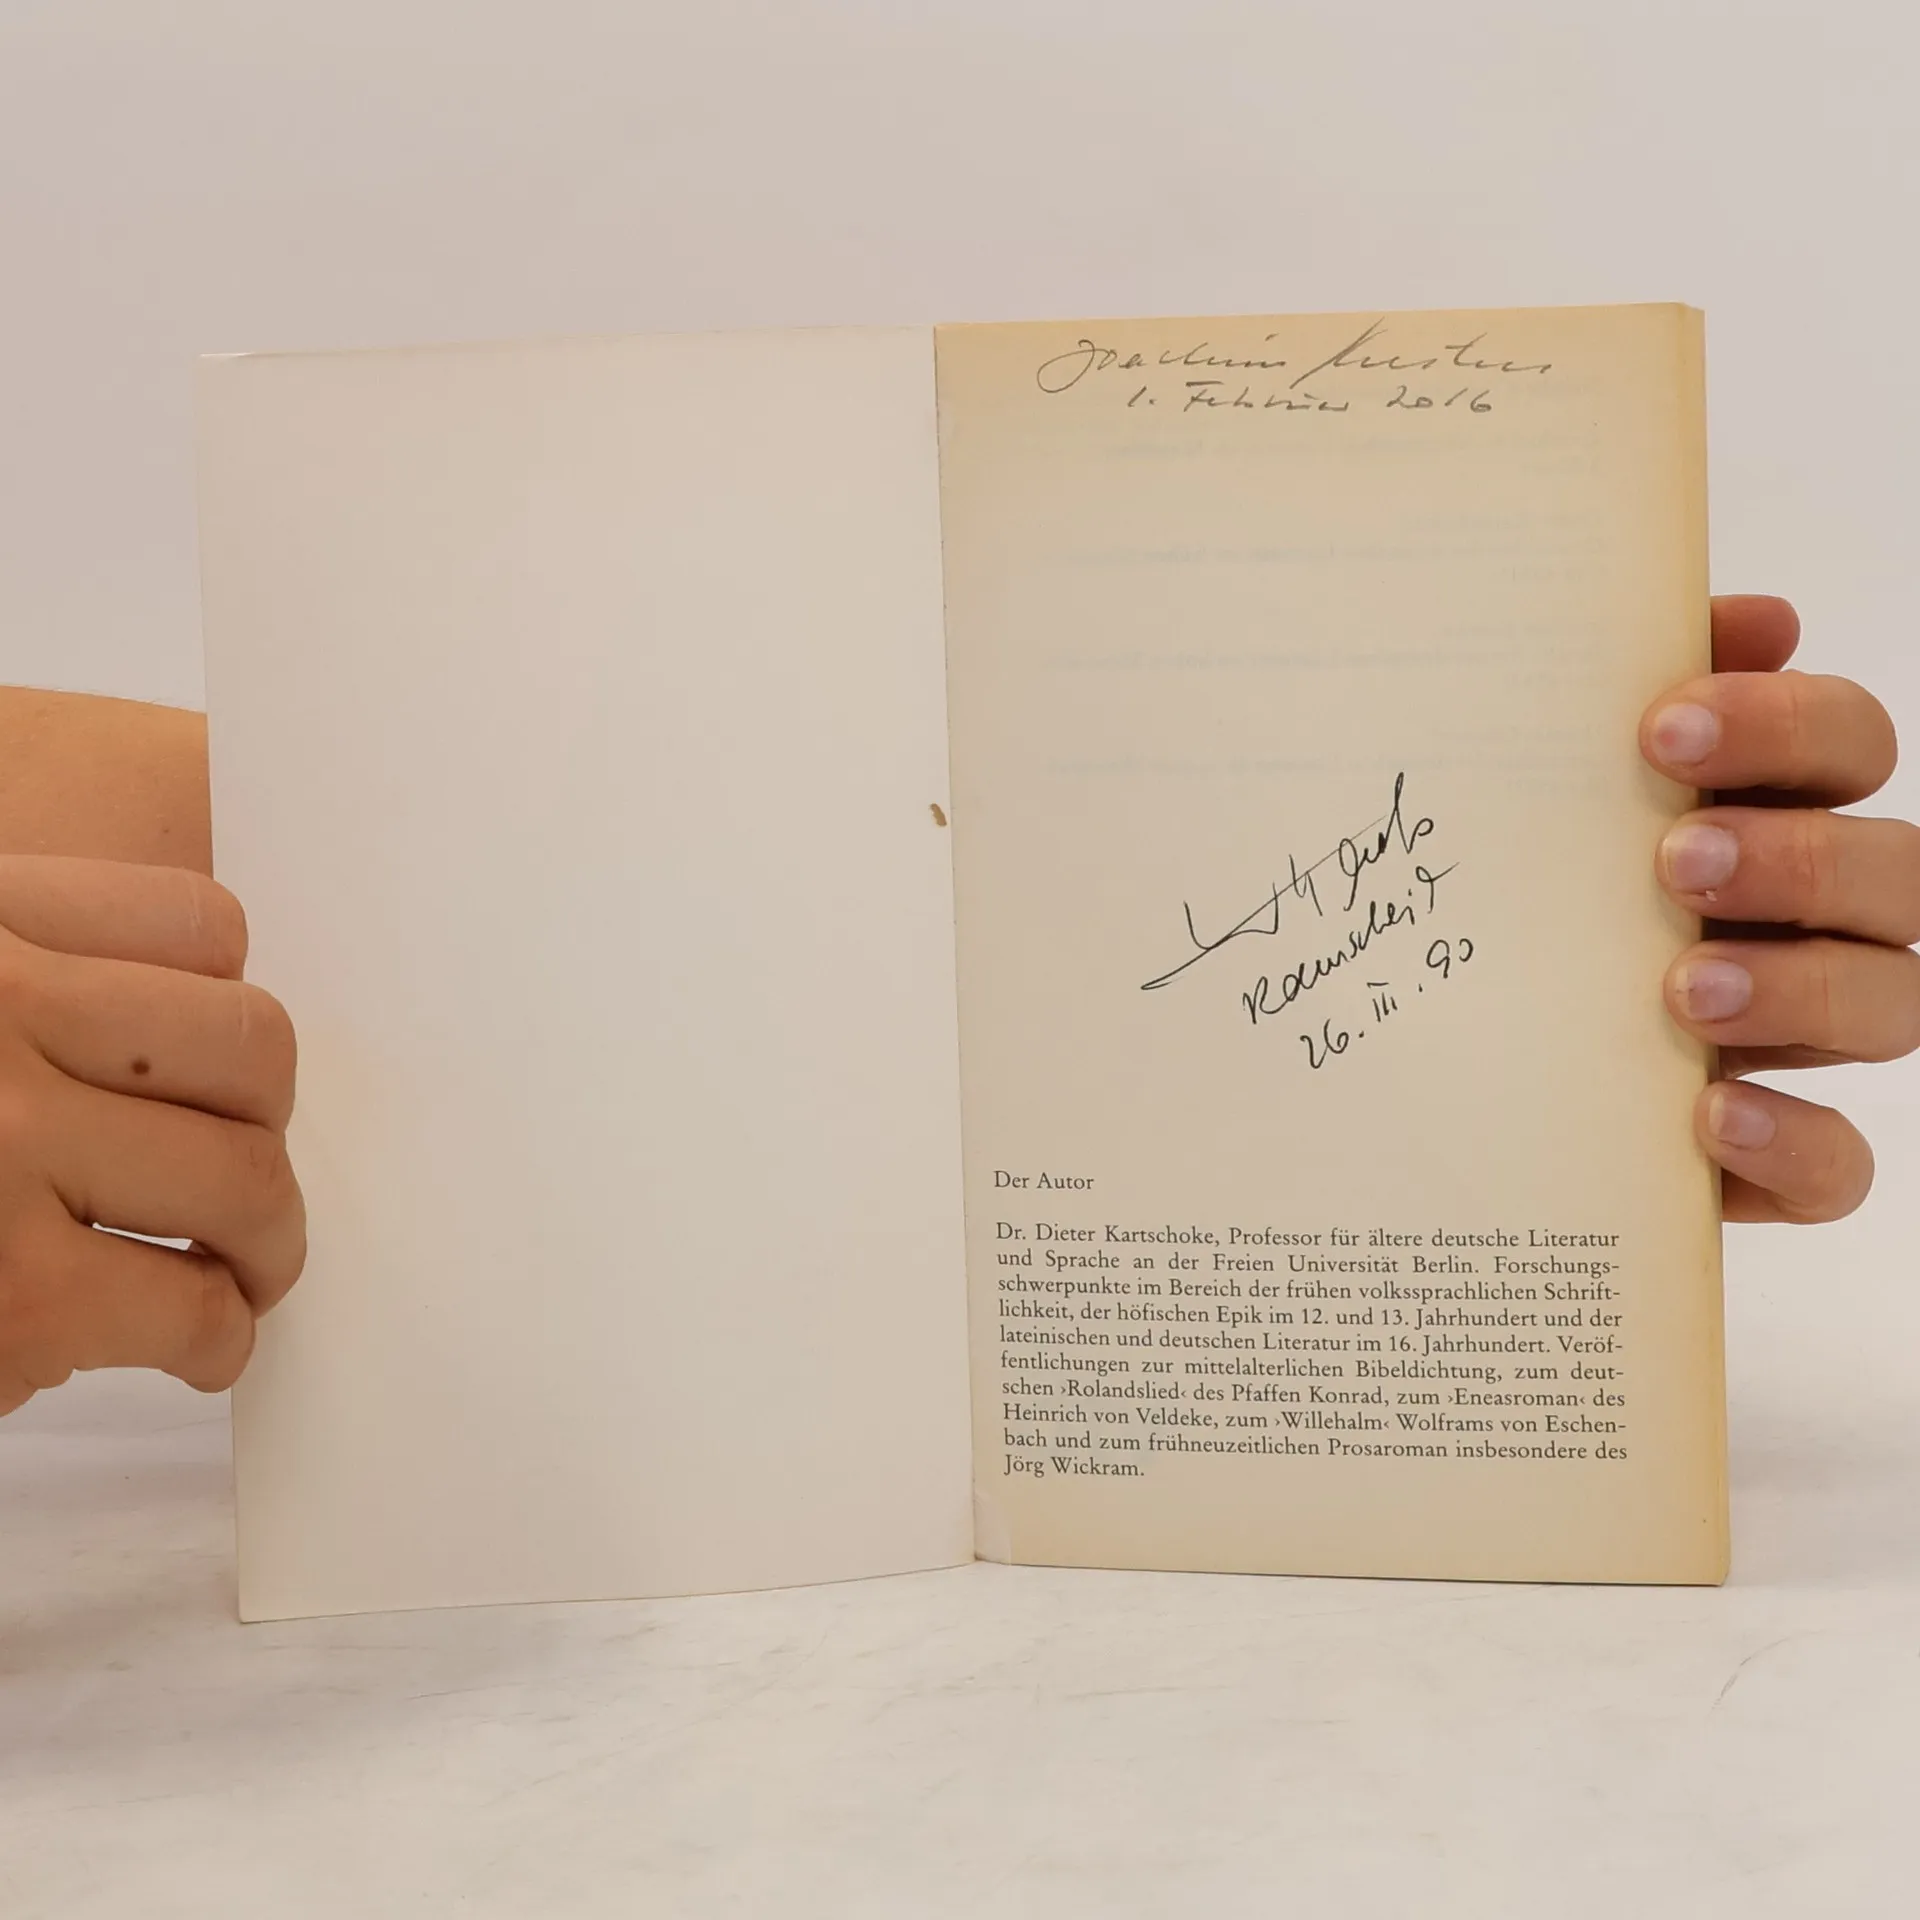 Joachim
1. Februar 2016
26. III. 90
Der Autor
Dr. Dieter Kartschoke, Professor für ältere deutsche Literatur
und Sprache an der Freien Universität Berlin. Forschungs-
schwerpunkte im Bereich der frühen volkssprachlichen Schrift-
lichkeit, der höfischen Epik im 12. und 13. Jahrhundert und der
lateinischen und deutschen Literatur im 16. Jahrhundert. Veröf-
fentlichungen zur mittelalterlichen Bibeldichtung, zum deut-
schen ›Rolandslied‹ des Pfaffen Konrad, zum ›Eneasroman‹ des
Heinrich von Veldeke, zum ›Willehalm‹ Wolframs von Eschen-
bach und zum frühneuzeitlichen Prosaroman insbesondere des
Jörg Wickram.